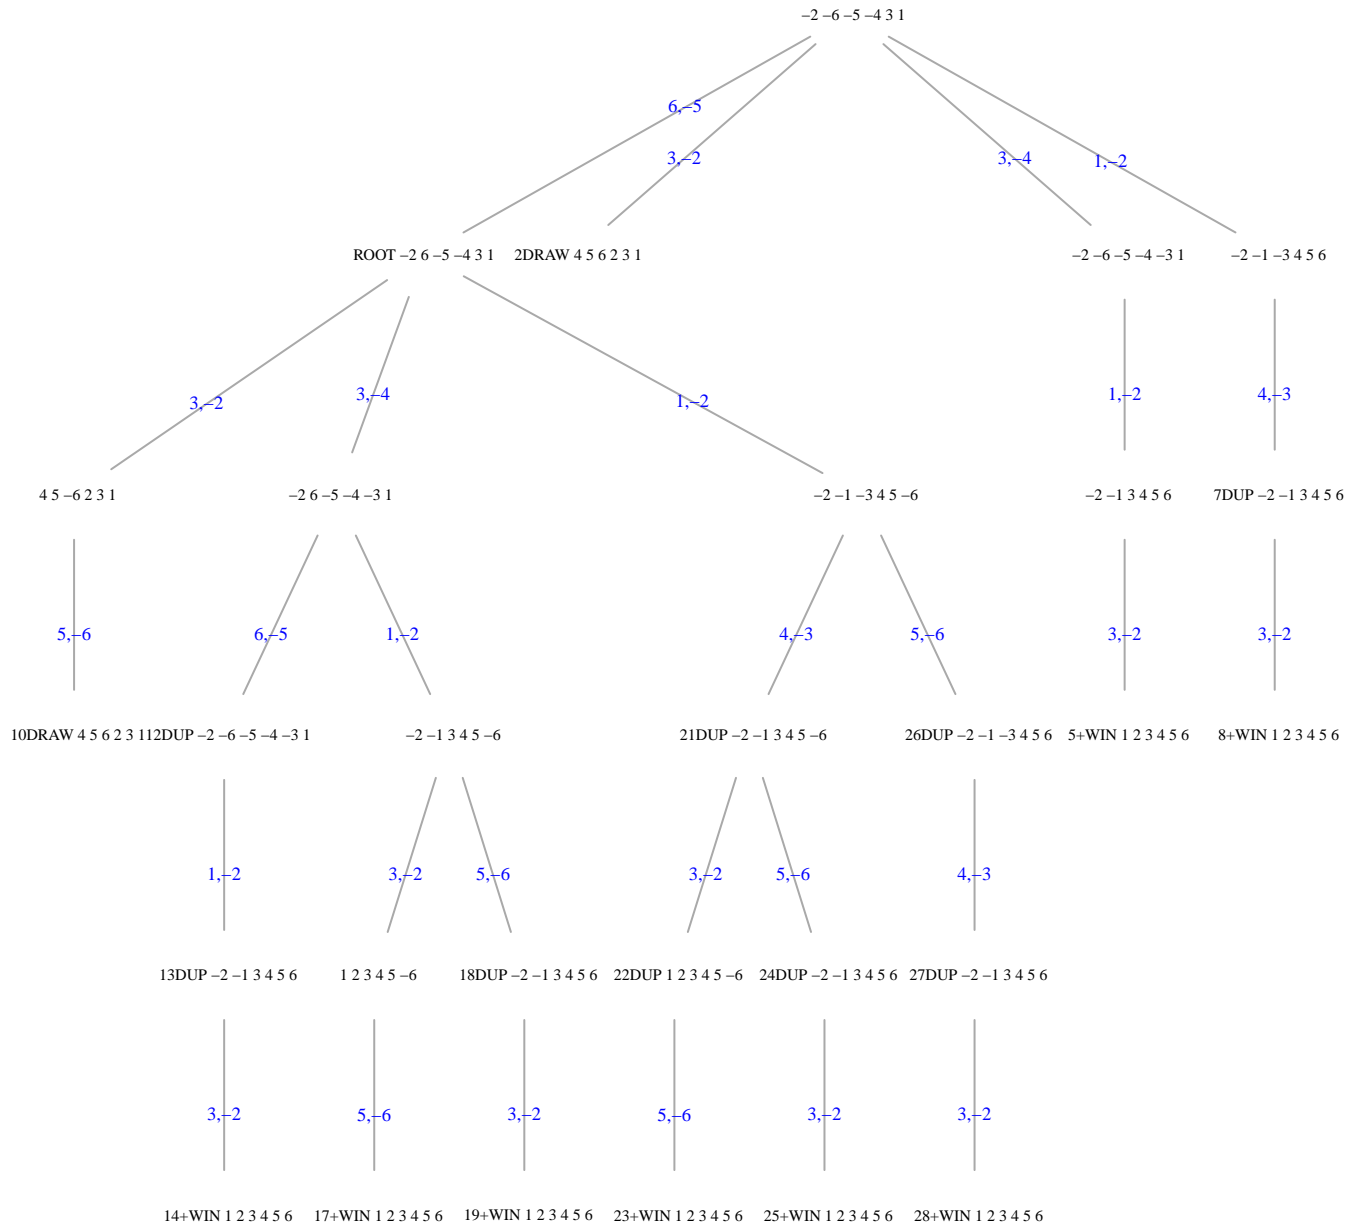 −2 −6 −5 −4 3 1
6,−5
3,−2
3,−4
1,−2
ROOT −2 6 −5 −4 3 1
2DRAW 4 5 6 2 3 1
−2 −6 −5 −4 −3 1
−2 −1 −3 4 5 6
3,−2
3,−4
1,−2
1,−2
4,−3
4 5 −6 2 3 1
−2 6 −5 −4 −3 1
−2 −1 −3 4 5 −6
−2 −1 3 4 5 6
7DUP −2 −1 3 4 5 6
5,−6
6,−5
1,−2
4,−3
5,−6
3,−2
3,−2
10DRAW 4 5 6 2 3 1
12DUP −2 −6 −5 −4 −3 1
−2 −1 3 4 5 −6
21DUP −2 −1 3 4 5 −6
26DUP −2 −1 −3 4 5 6
5+WIN 1 2 3 4 5 6
8+WIN 1 2 3 4 5 6
1,−2
3,−2
5,−6
3,−2
5,−6
4,−3
13DUP −2 −1 3 4 5 6
1 2 3 4 5 −6
18DUP −2 −1 3 4 5 6
22DUP 1 2 3 4 5 −6
24DUP −2 −1 3 4 5 6
27DUP −2 −1 3 4 5 6
3,−2
5,−6
3,−2
5,−6
3,−2
3,−2
14+WIN 1 2 3 4 5 6
17+WIN 1 2 3 4 5 6
19+WIN 1 2 3 4 5 6
23+WIN 1 2 3 4 5 6
25+WIN 1 2 3 4 5 6
28+WIN 1 2 3 4 5 6